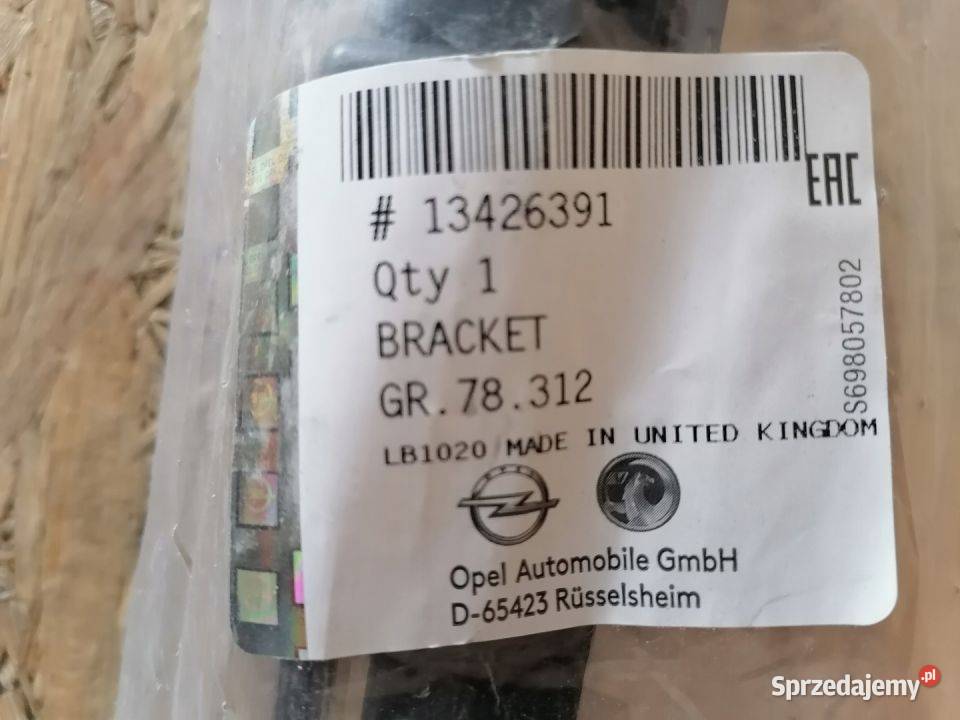 EAC
# 13426391
Qty 1
BRACKET
GR.78.312
S698057802
LB1020 MADE IN UNITED KINGDOM
Opel Automobile GmbH
D-65423 Rüsselsheim
Sprzedajemy.pl